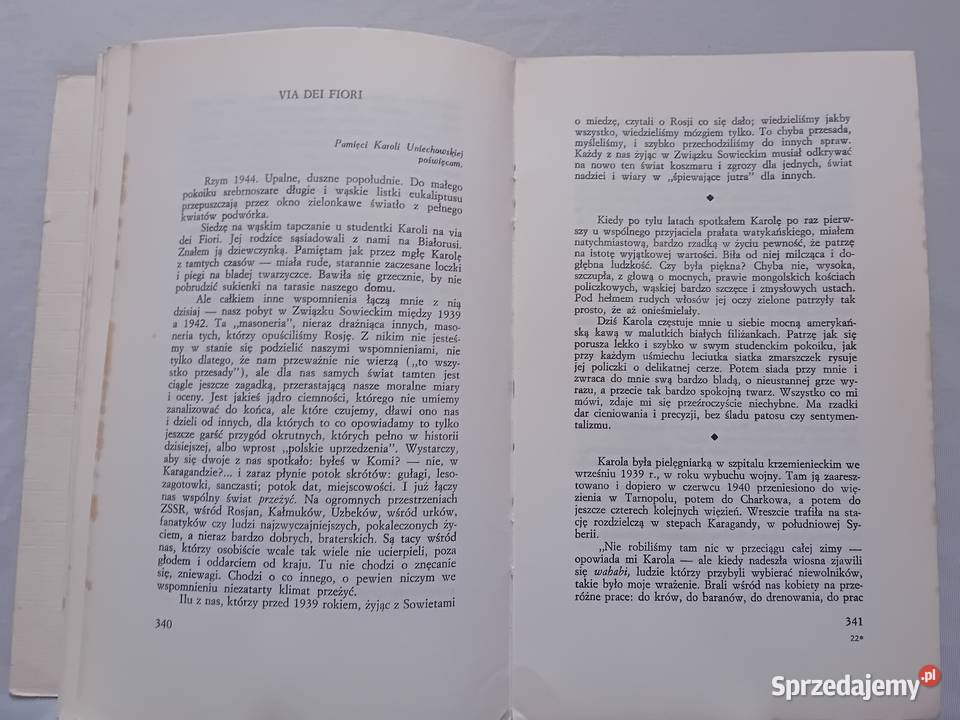 VIA DEI FIORI
Pamięci Karoli Uniechowskiej
poświęcam.
Rzym 1944. Upalne, duszne popołudnie. Do małego
pokoiku srebrnoszare długie i wąskie listki eukaliptusu
przepuszczają przez okno zielonkawe światło z pełnego
kwiatów podwórka.
Siedzę na wąskim tapczanie u studentki Karoli na via
dei Fiori. Jej rodzice sąsiadowali z nami na Białorusi.
Znałem ją dziewczynką. Pamiętam jak przez mgłę Karolę
z tamtych czasów — miała rude, starannie zaczesane loczki
i piegi na bladej twarzyczce. Bawiła się grzecznie, by nie
pobrudzić sukienki na tarasie naszego domu.
Ale całkiem inne wspomnienia łączą mnie z nią
dzisiaj — nasz pobyt w Związku Sowieckim między 1939
a 1942. Ta „masoneria”, nieraz drażniąca innych, maso-
neria tych, którzy opuściliśmy Rosję. Z nikim nie jesteś-
my w stanie się podzielić naszymi wspomnieniami, nie
tylko dlatego, że nam przeważnie nie wierzą („to wszy-
stko przesady”), ale dla nas samych świat tamten jest
ciągle jeszcze zagadką, przerastającą nasze moralne miary
i oceny. Jest jakieś jądro ciemności, którego nie umiemy
zanalizować do końca, ale które czujemy, dławi ono nas
i dzieli od innych, dla których to co opowiadamy to tylko
jeszcze garść przygód okrutnych, których pełno w historii
dzisiejszej, albo wprost „polskie uprzedzenia”. Wystarczy,
aby się dwoje z nas spotkało: byłeś w Komi? — nie, w
Karagandzie?... i zaraz płynie potok skrótów: gułagi, leso-
zagotowki, sanczasti; potok dat, miejscowości. I już łączy
nas wspólny świat przeżyć. Na ogromnych przestrzeniach
ZSSR, wśród Rosjan, Kałmuków, Uzbeków, wśród urków,
fanatyków czy ludzi najzwyczajniejszych, pokaleczonych ży-
ciem, a nieraz bardzo dobrych, braterskich. Są tacy wśród
nas, którzy osobiście wcale tak wiele nie ucierpieli, poza
głodem i oddarciem od kraju. Tu nie chodzi o znęcanie
się, zniewagi. Chodzi o co innego, o pewien niczym we
wspomnieniu niezatarty klimat przeżyć.
Ilu z nas, którzy przed 1939 rokiem, żyjąc z Sowietami
340
o miedzę, czytali o Rosji co się dało; wiedzieliśmy jakby
wszystko, wiedzieliśmy mózgiem tylko. To chyba przesada,
myśleliśmy, i szybko przechodziliśmy do innych spraw.
Każdy z nas żyjąc w Związku Sowieckim musiał odkrywać
na nowo ten świat koszmaru i zgrozy dla jednych, świat
nadziei i wiary w „śpiewające jutra” dla innych.
◆
Kiedy po tylu latach spotkałem Karolę po raz pierw-
szy u wspólnego przyjaciela prałata watykańskiego, miałem
natychmiastową, bardzo rzadką w życiu pewność, że patrzę
na istotę wyjątkowej wartości. Biła od niej milcząca i do-
głębna ludzkość. Czy była piękna? Chyba nie, wysoka,
szczupła, z głową o mocnych, prawie mongolskich kościach
policzkowych, wąskiej bardzo szczęce i zmysłowych ustach.
Pod hełmem rudych włosów jej oczy zielone patrzyły tak
prosto, że aż onieśmielały.
Dziś Karola częstuje mnie u siebie mocną amerykań-
ską kawą w malutkich białych filiżankach. Patrzę jak się
porusza lekko i szybko w swym studenckim pokoiku, jak
przy każdym uśmiechu leciutka siatka zmarszczek rysuje
jej policzki o delikatnej cerze. Potem siada przy mnie i
zwraca do mnie swą bardzo bladą, o nieustannej grze wy-
razu, a przecie tak bardzo spokojną twarz. Wszystko co mi
mówi, zdaje mi się przeźroczyście niechybne. Ma rzadki
dar cieniowania i precyzji, bez śladu patosu czy sentymen-
talizmu.
◆
Karola była pielęgniarką w szpitalu krzemienieckim we
wrześniu 1939 r., w roku wybuchu wojny. Tam ją zaaresz-
towano i dopiero w czerwcu 1940 przeniesiono do wię-
zienia w Tarnopolu, potem do Charkowa, a potem do
jeszcze czterech kolejnych więzień. Wreszcie trafiła na sta-
cję rozdzielczą w stepach Karagandy, w południowej Sy-
berii.
„Nie robiliśmy tam nic w przeciągu całej zimy —
opowiada mi Karola — ale kiedy nadeszła wiosna zjawili
się wababi, ludzie którzy przybyli wybierać niewolników,
takie było moje wrażenie. Brali wśród nas kobiety na prze-
różne prace: do krów, do baranów, do drenowania, do prac
341
22*
Sprzedajemy.pl